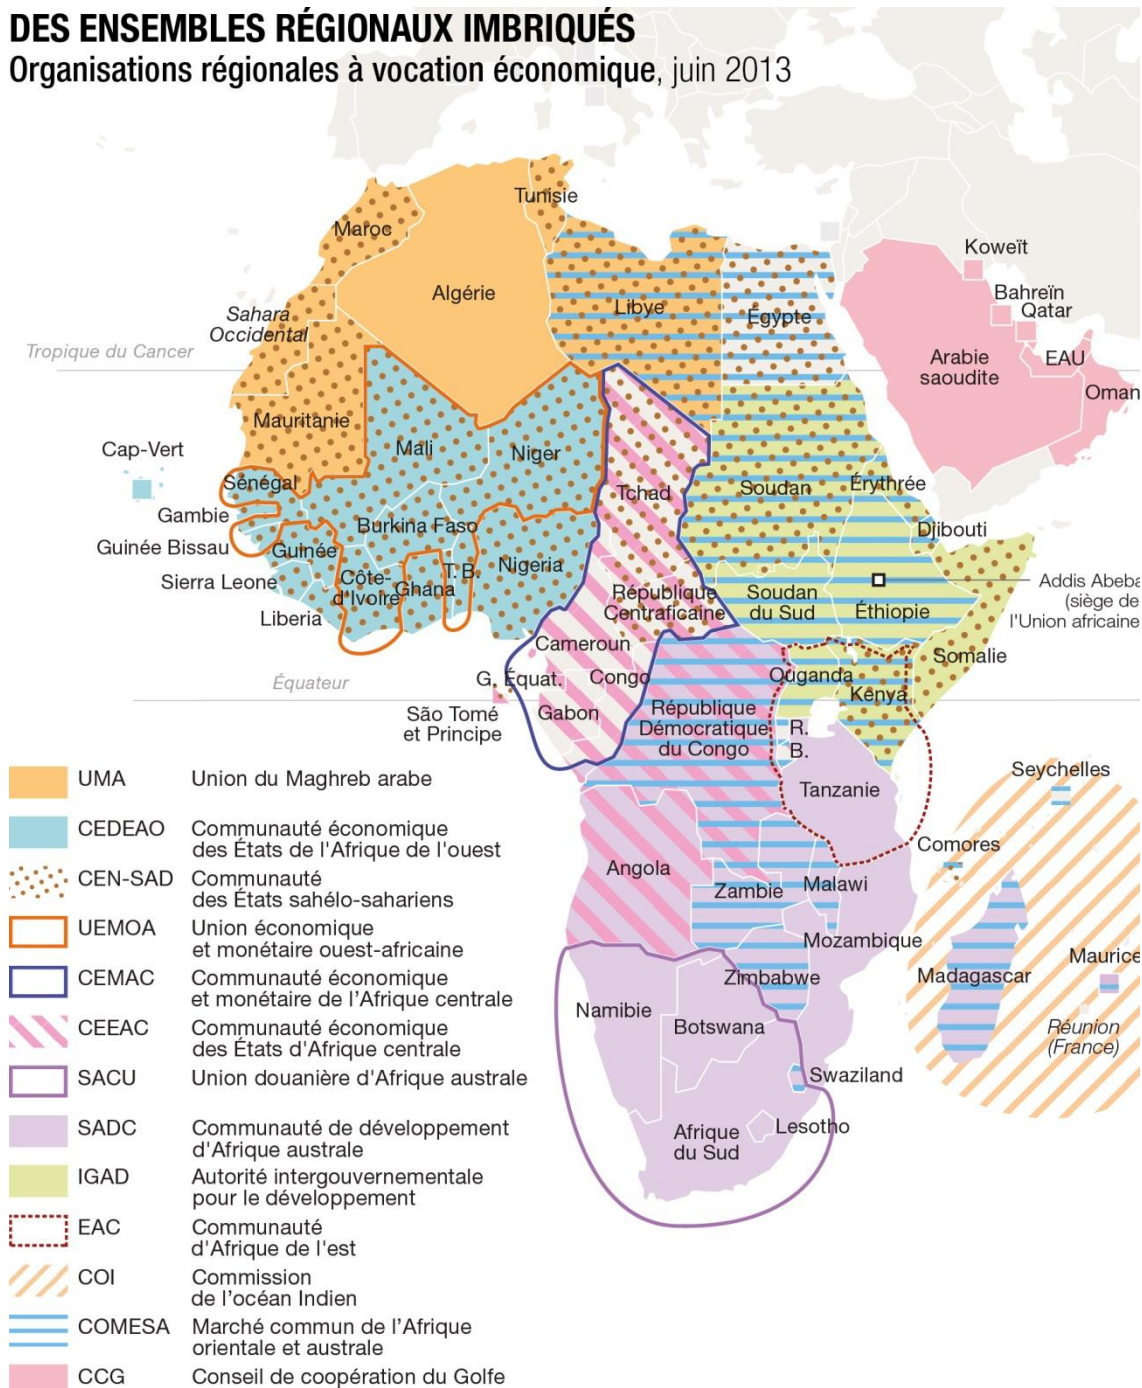 DES ENSEMBLES RÉGIONAUX IMBRIQUÉS
Organisations régionales à vocation économique, juin 2013
Tunisie
Maroc
Algérie
Libye
Égypte
Koweït
Bahreïn
Qatar
EAU
Arabie
saoudite
Oman
Sahara
Occidental
Tropique du Cancer
Mauritanie
Mali
Niger
Cap-Vert
Sénégal
Gambie
Guinée Bissau
Guinée
Sierra Leone
Liberia
Burkina Faso
Côte-
d'Ivoire
Ghana
T. B.
Nigeria
Tchad
Soudan
Érythrée
Djibouti
Addis Abeba
(siège de
l'Union africaine
République
Centraficaine
Soudan
du Sud
Éthiopie
Somalie
Cameroun
Ouganda
Kenya
Équateur
G. Équat.
Congo
Gabon
São Tomé
et Principe
République
Démocratique
du Congo
R.
B.
Tanzanie
Seychelles
Comores
Angola
Zambie
Malawi
Mozambique
Zimbabwe
Madagascar
Maurice
Réunion
(France)
Namibie
Botswana
Swaziland
Lesotho
Afrique
du Sud
UMA Union du Maghreb arabe
CEDEAO Communauté économique
des États de l'Afrique de l'ouest
CEN-SAD Communauté
des États sahélo-sahariens
UEMOA Union économique
et monétaire ouest-africaine
CEMAC Communauté économique
et monétaire de l'Afrique centrale
CEEAC Communauté économique
des États d'Afrique centrale
SACU Union douanière d'Afrique australe
SADC Communauté de développement
d'Afrique australe
IGAD Autorité intergouvernementale
pour le développement
EAC Communauté
d'Afrique de l'est
COI Commission
de l'océan Indien
COMESA Marché commun de l'Afrique
orientale et australe
CCG Conseil de coopération du Golfe